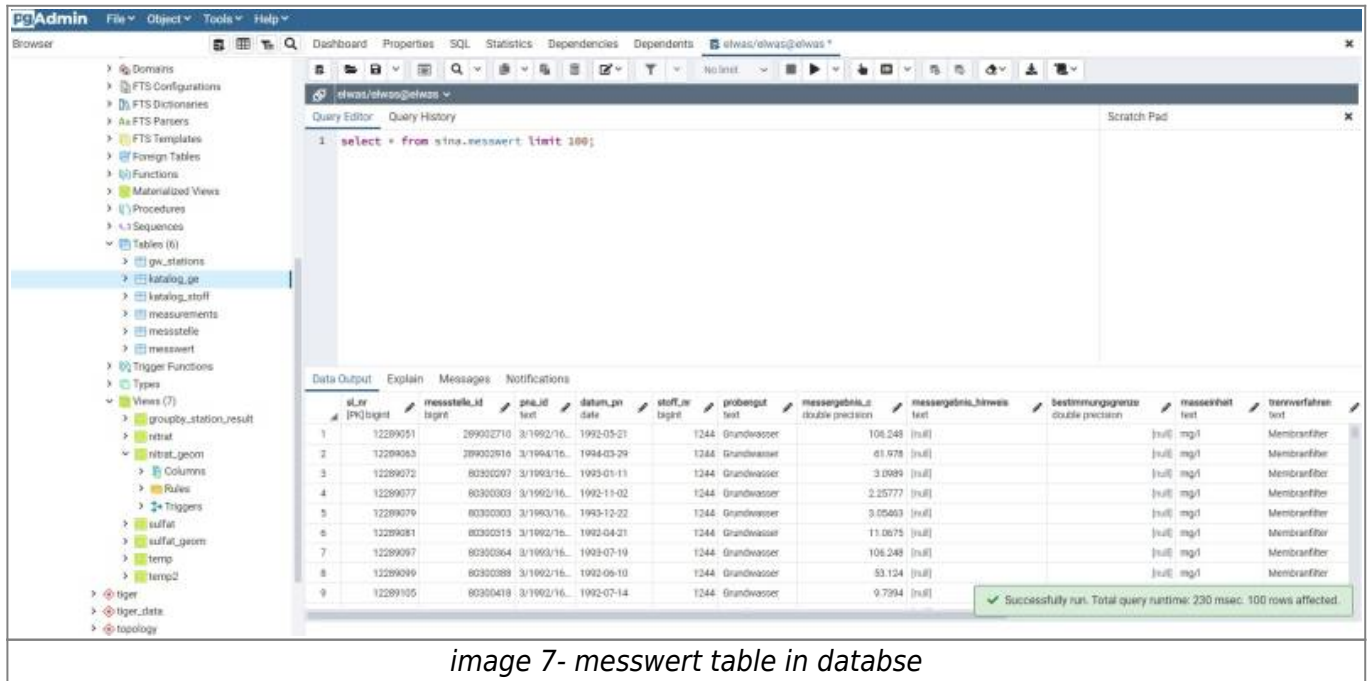 pgAdmin File Object Tools Help
Browser
Dashboard Properties SQL Statistics Dependencies Dependents elwas/elwas@elwas *
Domains
FTS Configurations
FTS Dictionaries
Aa FTS Parsers
FTS Templates
Foreign Tables
Functions
Materialized Views
Procedures
1..3 Sequences
Tables (6)
gw_stations
katalog_ge
katalog_stoff
measurements
messstelle
messwert
Trigger Functions
Types
Views (7)
groupby_station_result
nitrat
nitrat_geom
Columns
Rules
Triggers
sulfat
sulfat_geom
temp
temp2
tiger
tiger_data
topology
No limit
elwas/elwas@elwas
Query Editor Query History
Scratch Pad
1 select * from sina.messwert limit 100;
Data Output Explain Messages Notifications
sl_nr [PK] bigint messstelle_id bigint pna_id text datum_pn date stoff_nr bigint probengut text messergebnis_c double precision messergebnis_hinweis text bestimmungsgrenze double precision masseinheit text trennverfahren text
1 12289051 289002710 3/1992/16... 1992-05-21 1244 Grundwasser 106.248 [null] [null] mg/l Membranfilter
2 12289063 289002916 3/1994/16... 1994-03-29 1244 Grundwasser 61.978 [null] [null] mg/l Membranfilter
3 12289072 80300297 3/1993/16... 1993-01-11 1244 Grundwasser 3.0989 [null] [null] mg/l Membranfilter
4 12289077 80300303 3/1992/16... 1992-11-02 1244 Grundwasser 2.25777 [null] [null] mg/l Membranfilter
5 12289079 80300303 3/1993/16... 1993-12-22 1244 Grundwasser 3.05463 [null] [null] mg/l Membranfilter
6 12289081 80300315 3/1992/16... 1992-04-21 1244 Grundwasser 11.0675 [null] [null] mg/l Membranfilter
7 12289097 80300364 3/1993/16... 1993-07-19 1244 Grundwasser 106.248 [null] [null] mg/l Membranfilter
8 12289099 80300388 3/1992/16... 1992-06-10 1244 Grundwasser 53.124 [null] [null] mg/l Membranfilter
9 12289105 80300418 3/1992/16... 1992-07-14 1244 Grundwasser 9.7394 [null]
Successfully run. Total query runtime: 230 msec. 100 rows affected.
image 7- messwert table in databse